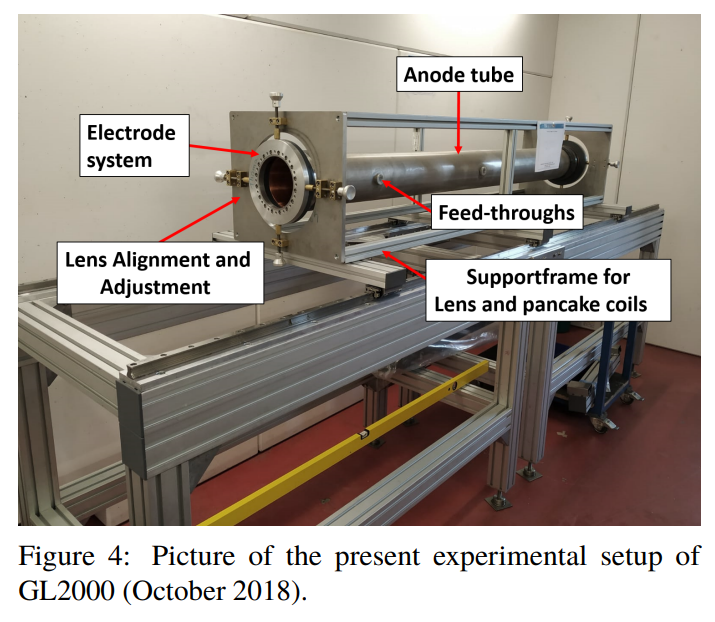 Anode tube
Electrode
system
Feed-throughs
Lens Alignment and
Adjustment
Supportframe for
Lens and pancake coils
Figure 4: Picture of the present experimental setup of
GL2000 (October 2018).